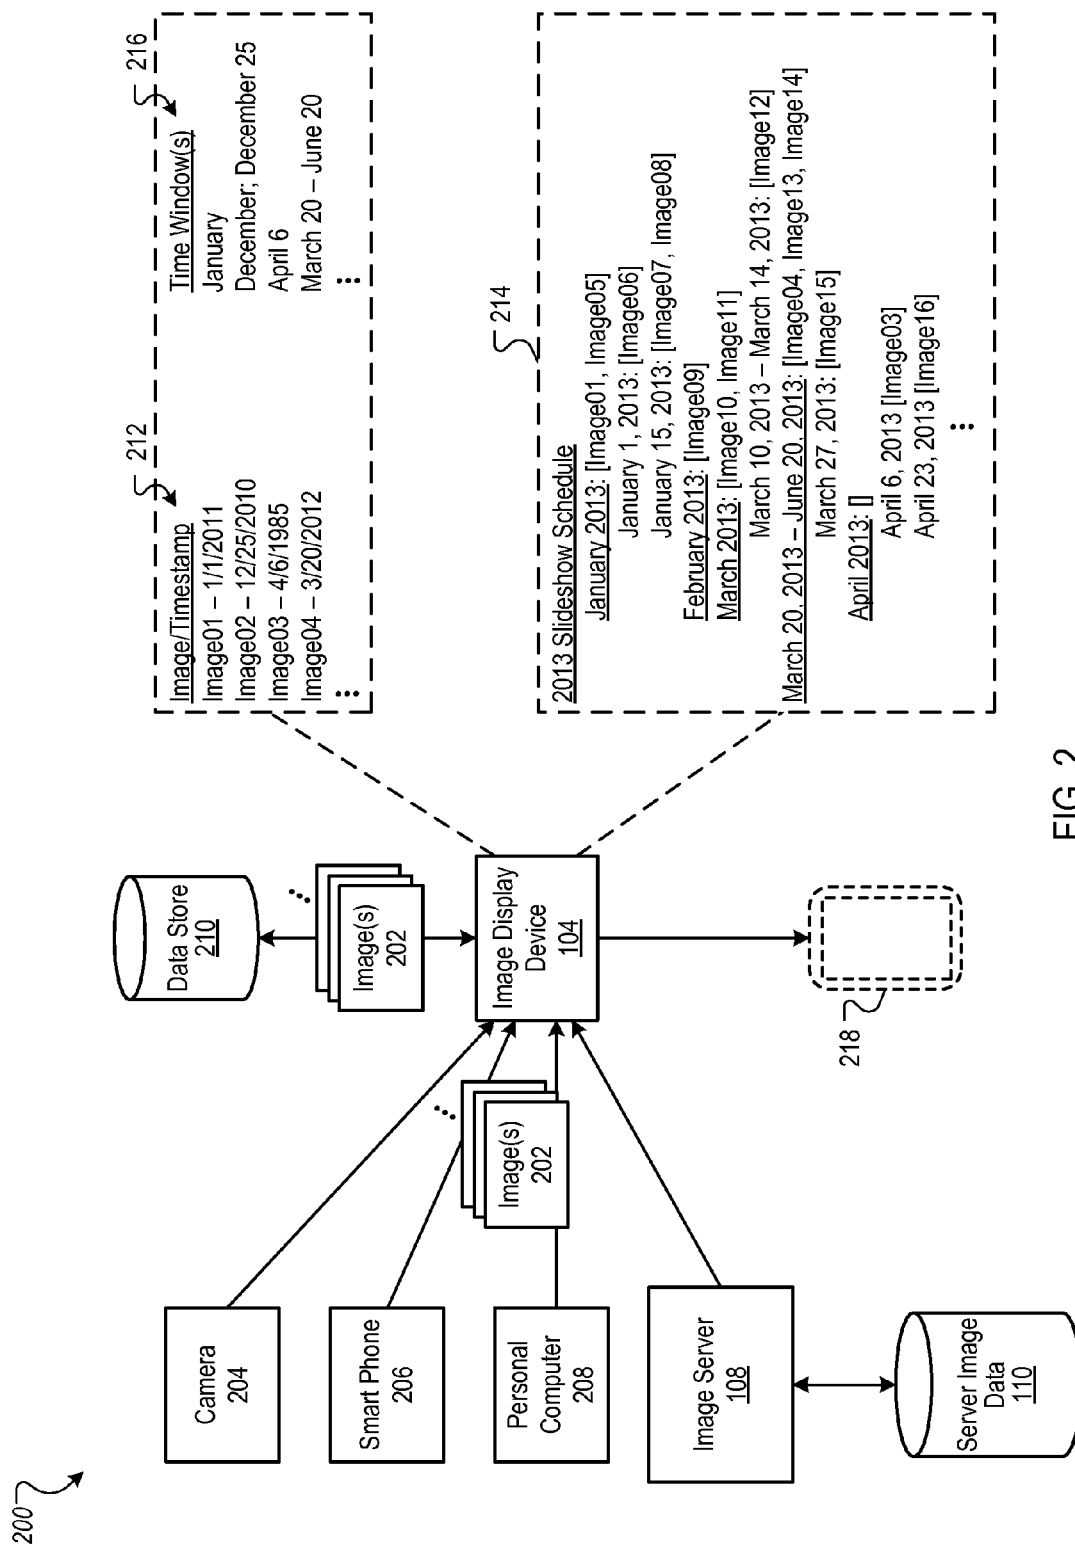 200
Camera
204
Smart Phone
206
Personal
Computer
208
Image Server
108
Server Image
Data
110
Image(s)
202
Data Store
210
Image(s)
202
Image Display
Device
104
218
212
Image/Timestamp
Image01 – 1/1/2011
Image02 – 12/25/2010
Image03 – 4/6/1985
Image04 – 3/20/2012
216
Time Window(s)
January
December; December 25
April 6
March 20 – June 20
214
2013 Slideshow Schedule
January 2013: [Image01, Image05]
January 1, 2013: [Image06]
January 15, 2013: [Image07, Image08]
February 2013: [Image09]
March 2013: [Image10, Image11]
March 10, 2013 – March 14, 2013: [Image12]
March 20, 2013 – June 20, 2013: [Image04, Image13, Image14]
March 27, 2013: [Image15]
April 2013: []
April 6, 2013 [Image03]
April 23, 2013 [Image16]
FIG. 2